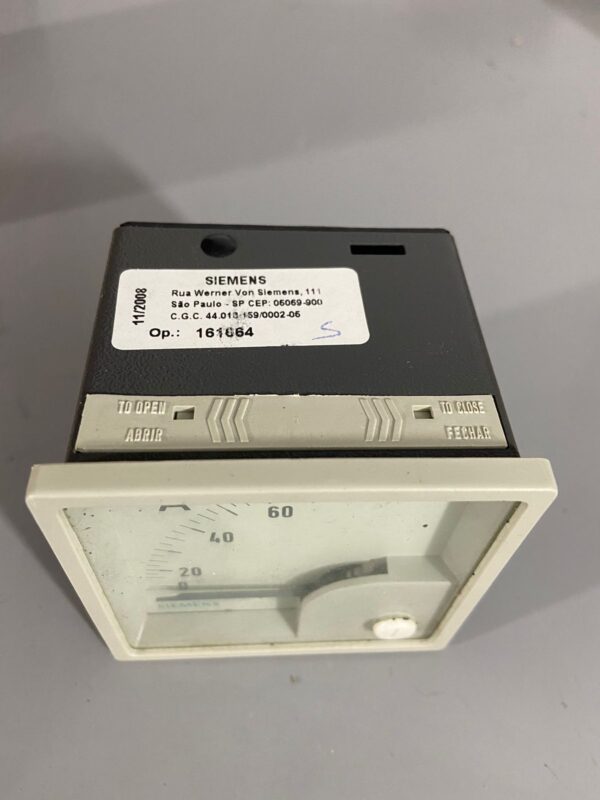 11/2008
SIEMENS
Rua Werner Von Siemens, 111
São Paulo - SP CEP: 05069-900
C.G.C. 44.013.159/0002-05
Op.: 161664
S
TO OPEN TO CLOSE
ABRIR FECHAR
A
60
40
20
0
SIEMENS